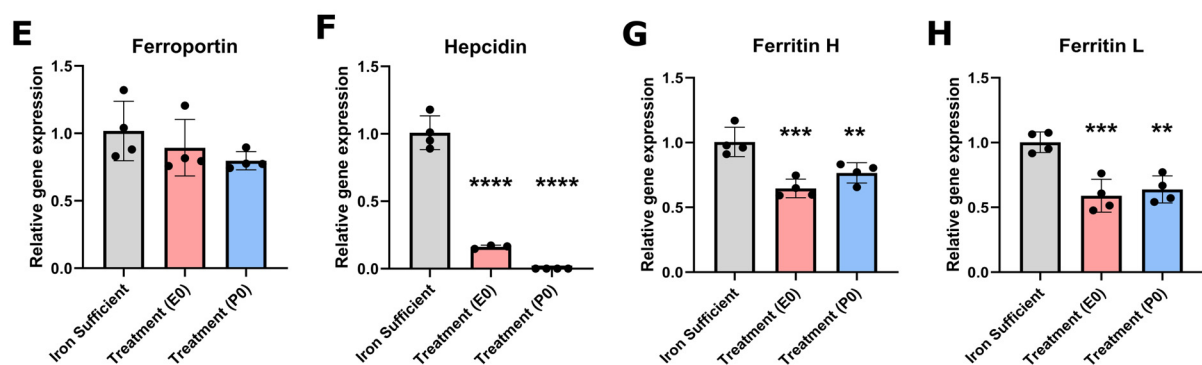 E
Ferroportin
Relative gene expression
1.5
1.0
0.5
0.0
Iron Sufficient
Treatment (E0)
Treatment (P0)
F
Hepcidin
Relative gene expression
1.5
1.0
0.5
0.0
****
****
Iron Sufficient
Treatment (E0)
Treatment (P0)
G
Ferritin H
Relative gene expression
1.5
1.0
0.5
0.0
***
**
Iron Sufficient
Treatment (E0)
Treatment (P0)
H
Ferritin L
Relative gene expression
1.5
1.0
0.5
0.0
***
**
Iron Sufficient
Treatment (E0)
Treatment (P0)